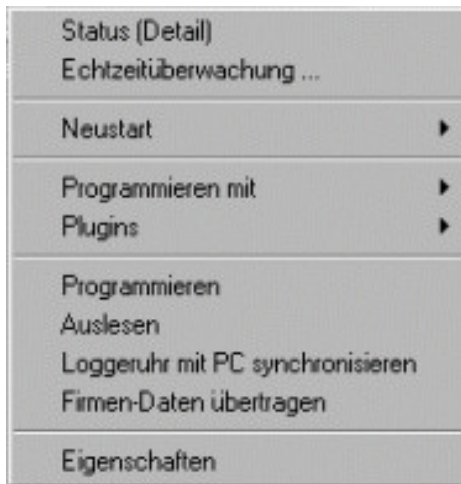 Status (Detail)
Echtzeitüberwachung ...
Neustart
Programmieren mit
Plugins
Programmieren
Auslesen
Loggeruhr mit PC synchronisieren
Firmen-Daten übertragen
Eigenschaften